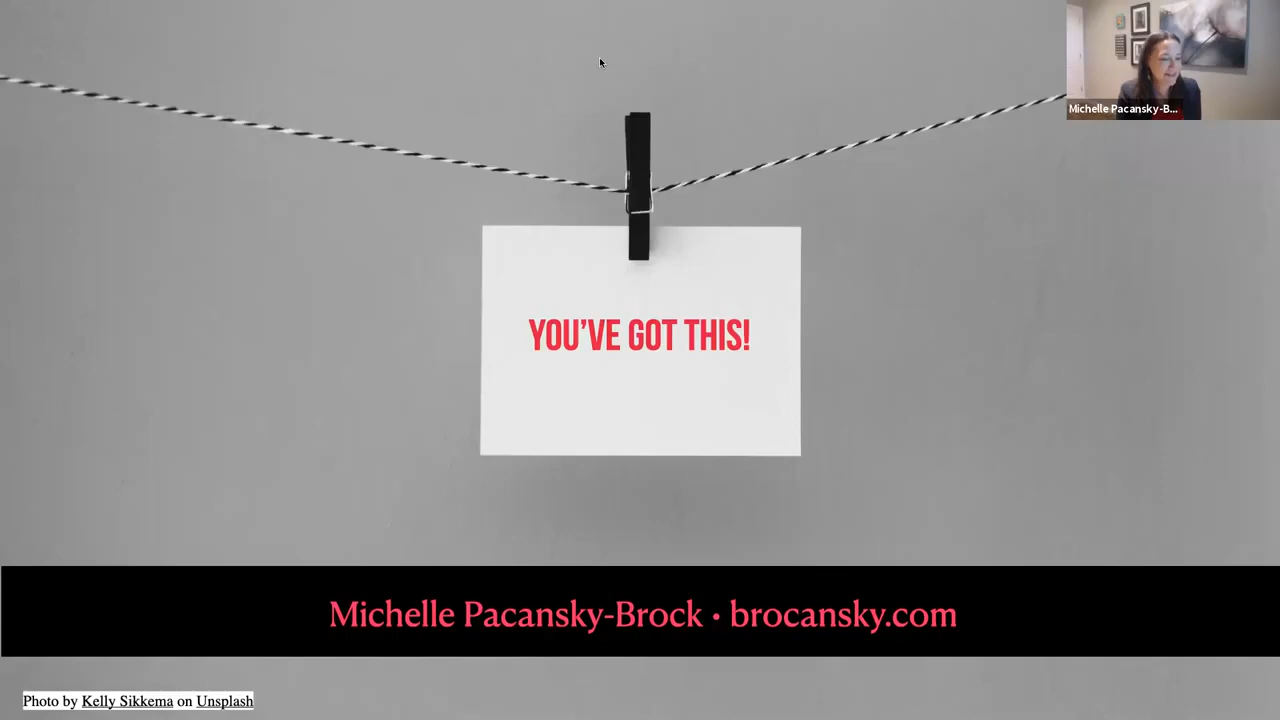 Michelle Pacansky-B...
YOU'VE GOT THIS!
Michelle Pacansky-Brock • brocansky.com
Photo by Kelly Sikkema on Unsplash